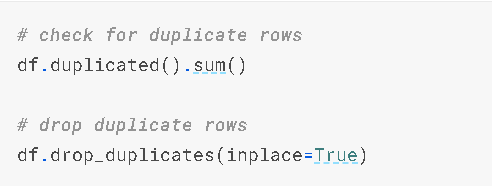 # check for duplicate rows
df.duplicated().sum()
# drop duplicate rows
df.drop_duplicates(inplace=True)